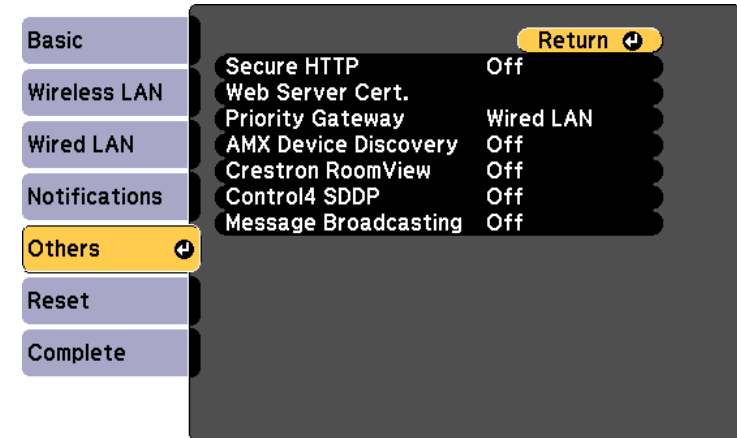 Basic
Wireless LAN
Wired LAN
Notifications
Others
Reset
Complete
Return
Secure HTTP Off
Web Server Cert.
Priority Gateway Wired LAN
AMX Device Discovery Off
Crestron RoomView Off
Control4 SDDP Off
Message Broadcasting Off